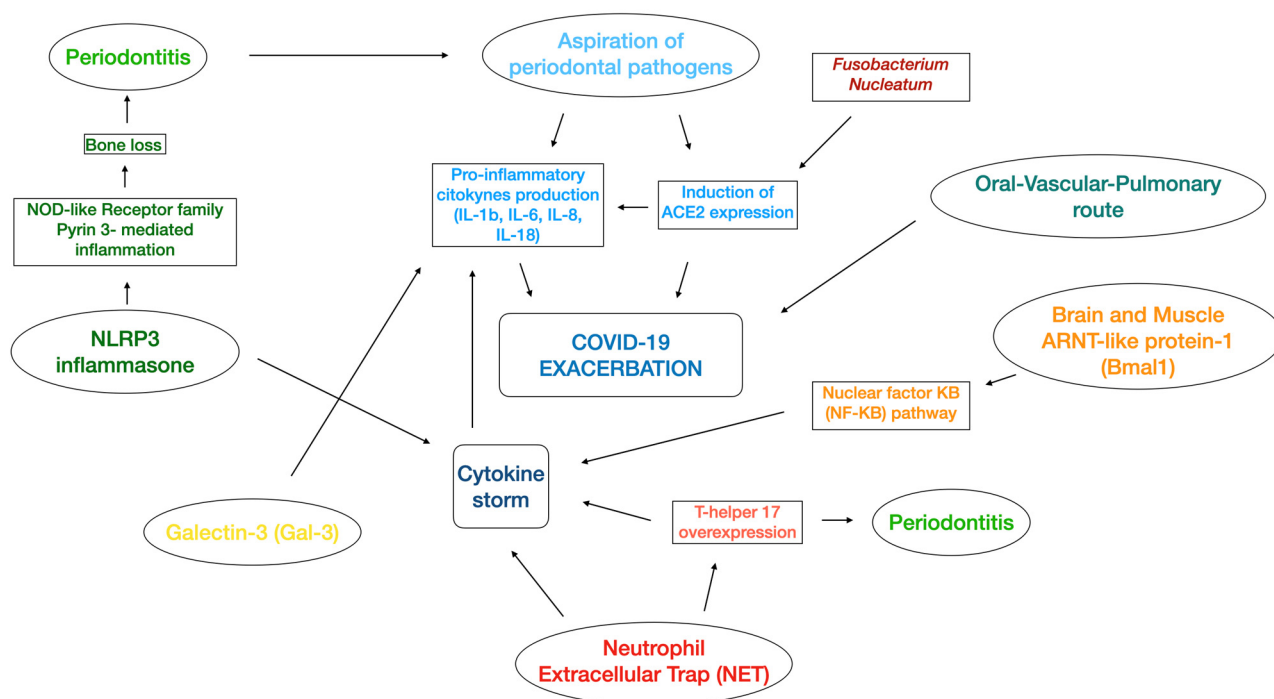 Periodontitis
Aspiration of
periodontal pathogens
Fusobacterium
Nucleatum
Bone loss
Pro-inflammatory
citokynes production
(IL-1b, IL-6, IL-8,
IL-18)
Induction of
ACE2 expression
Oral-Vascular-Pulmonary
route
NOD-like Receptor family
Pyrin 3- mediated
inflammation
NLRP3
inflammasone
COVID-19
EXACERBATION
Brain and Muscle
ARNT-like protein-1
(Bmal1)
Nuclear factor KB
(NF-KB) pathway
Cytokine
storm
Galectin-3 (Gal-3)
T-helper 17
overexpression
Periodontitis
Neutrophil
Extracellular Trap (NET)